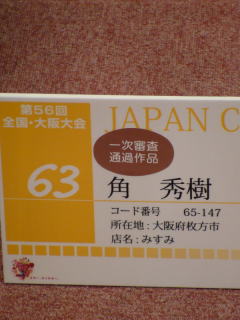 第56回
全国・大阪大会
JAPAN C
一次審査
通過作品
63
角 秀樹
コード番号 65-147
所在地：大阪府枚方市
店名：みすみ